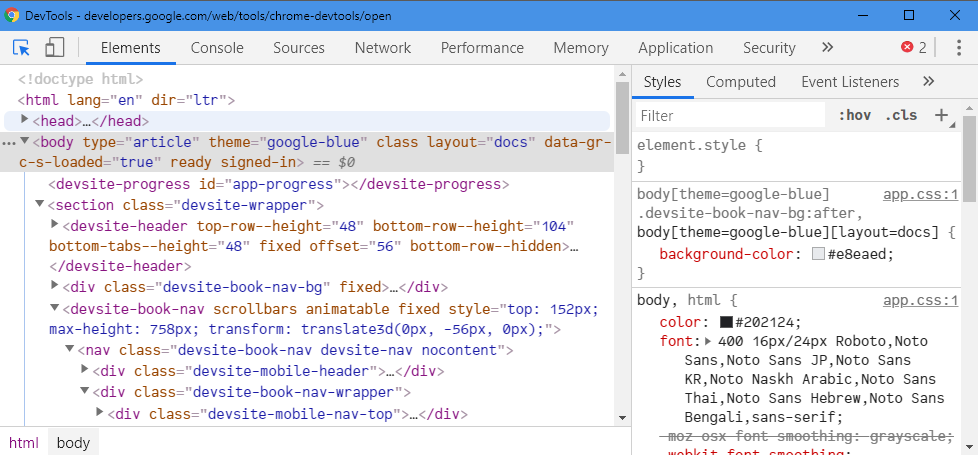 DevTools - developers.google.com/web/tools/chrome-devtools/open
Elements Console Sources Network Performance Memory Application Security » 2
<!doctype html>
<html lang="en" dir="ltr">
<head>…</head>
<body type="article" theme="google-blue" class layout="docs" data-gr-
c-s-loaded="true" ready signed-in> == $0
<devsite-progress id="app-progress"></devsite-progress>
<section class="devsite-wrapper">
<devsite-header top-row--height="48" bottom-row--height="104"
bottom-tabs--height="48" fixed offset="56" bottom-row--hidden>…
</devsite-header>
<div class="devsite-book-nav-bg" fixed>…</div>
<devsite-book-nav scrollbars animatable fixed style="top: 152px;
max-height: 758px; transform: translate3d(0px, -56px, 0px);">
<nav class="devsite-book-nav devsite-nav nocontent">
<div class="devsite-mobile-header">…</div>
<div class="devsite-book-nav-wrapper">
<div class="devsite-mobile-nav-top">…</div>
html body
Styles Computed Event Listeners »
Filter :hov .cls +
element.style {
}
body[theme=google-blue] app.css:1
.devsite-book-nav-bg:after,
body[theme=google-blue][layout=docs] {
background-color: #e8eaed;
}
body, html { app.css:1
color: #202124;
font: 400 16px/24px Roboto,Noto
Sans,Noto Sans JP,Noto Sans
KR,Noto Naskh Arabic,Noto Sans
Thai,Noto Sans Hebrew,Noto Sans
Bengali,sans-serif;
-moz-osx-font-smoothing: grayscale;
-webkit-font-smoothing: